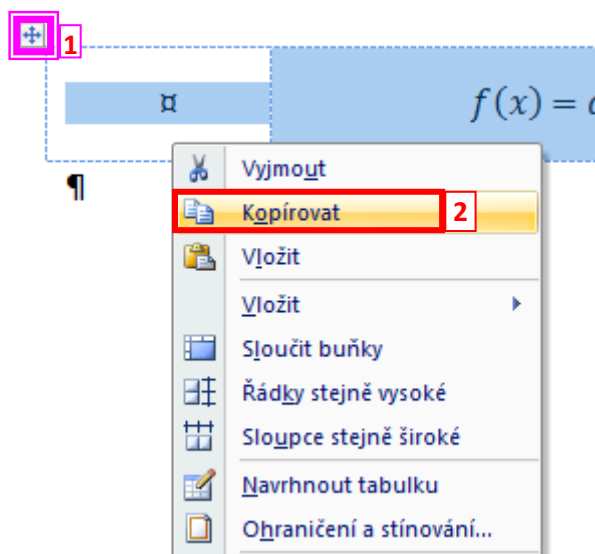 1
¤ f(x) =
¶
Vyjmout
Kopírovat 2
Vložit
Vložit
Sloučit buňky
Řádky stejně vysoké
Sloupce stejně široké
Navrhnout tabulku
Ohraničení a stínování...